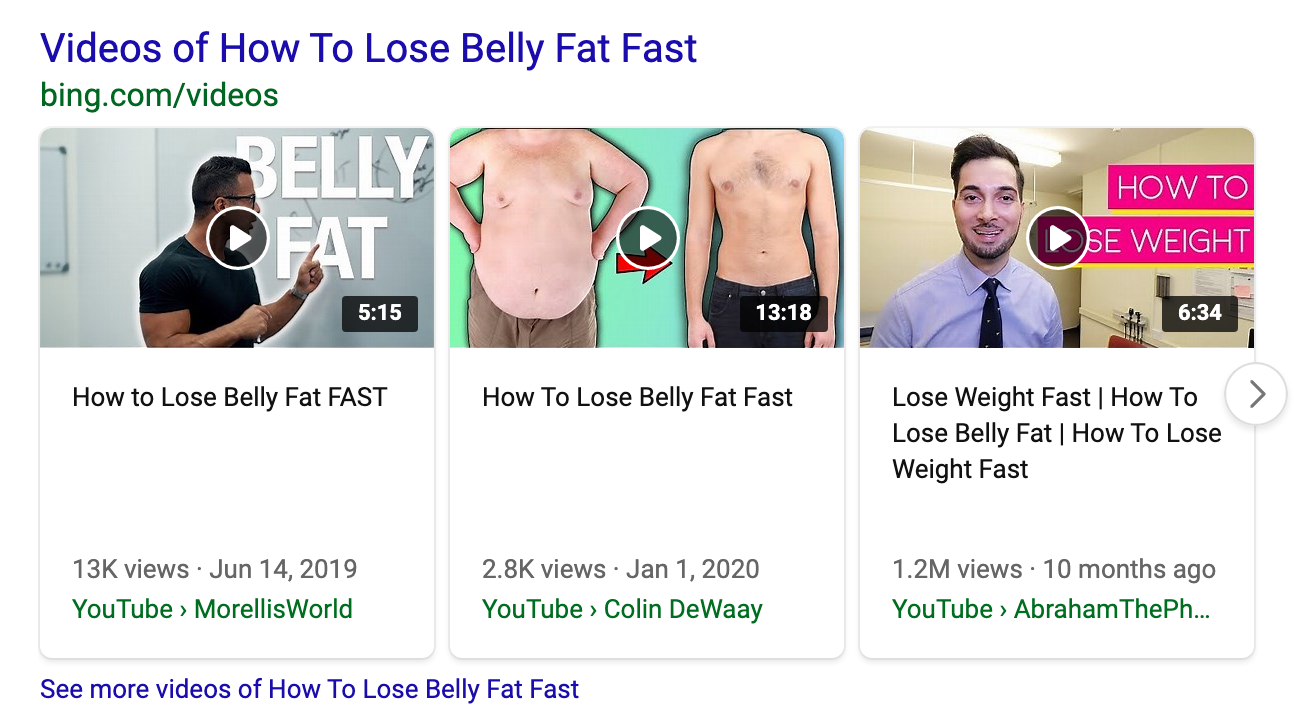 Videos of How To Lose Belly Fat Fast
bing.com/videos
BELLY
FAT
5:15
13:18
HOW TO
LOSE WEIGHT
6:34
How to Lose Belly Fat FAST
How To Lose Belly Fat Fast
Lose Weight Fast | How To
Lose Belly Fat | How To Lose
Weight Fast
13K views · Jun 14, 2019
YouTube › MorellisWorld
2.8K views · Jan 1, 2020
YouTube › Colin DeWaay
1.2M views · 10 months ago
YouTube › AbrahamThePh...
See more videos of How To Lose Belly Fat Fast